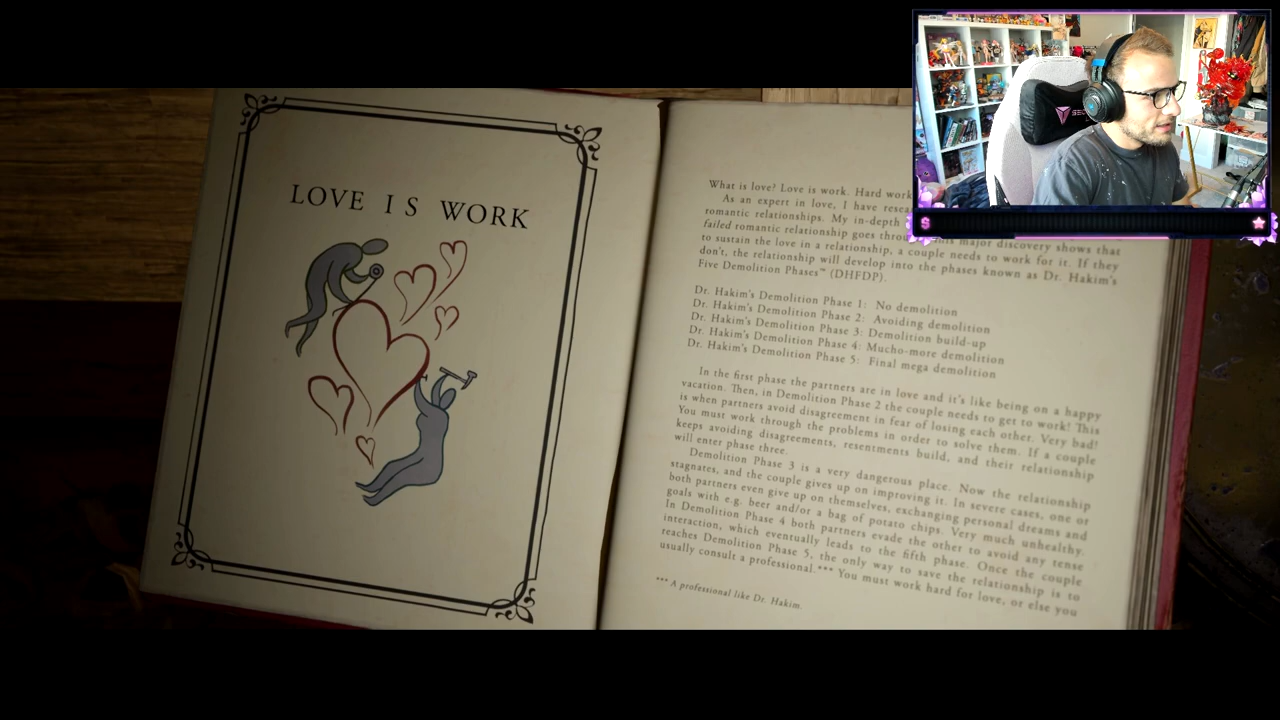 LOVE IS WORK
What is love? Love is work. Hard work
As an expert in love, I have
romantic relationships. My in-depth
failed romantic relationship goes major discovery shows that
to sustain the love in a relationship, a couple needs to work for it. If they
don't, the relationship will develop into the phases known as Dr. Hakim's
Five Demolition Phases™ (DHFDP).
Dr. Hakim's Demolition Phase 1: No demolition
Dr. Hakim's Demolition Phase 2: Avoiding demolition
Dr. Hakim's Demolition Phase 3: Demolition build-up
Dr. Hakim's Demolition Phase 4: Mucho-more demolition
Dr. Hakim's Demolition Phase 5: Final mega demolition
In the first phase the partners are in love and it's like being on a happy
vacation. Then, in Demolition Phase 2 the couple needs to get to work! This
is when partners avoid disagreement in fear of losing each other. Very bad!
You must work through the problems in order to solve them. If a couple
keeps avoiding disagreements, resentments build, and their relationship
will enter phase three.
Demolition Phase 3 is a very dangerous place. Now the relationship
stagnates, and the couple gives up on improving it. In severe cases, one or
both partners even give up on themselves, exchanging personal dreams and
goals with e.g. beer and/or a bag of potato chips. Very much unhealthy.
In Demolition Phase 4 both partners evade the other to avoid any tense
interaction, which eventually leads to the fifth phase. Once the couple
reaches Demolition Phase 5, the only way to save the relationship is to
usually consult a professional.*** You must work hard for love, or else you
*** A professional like Dr. Hakim.